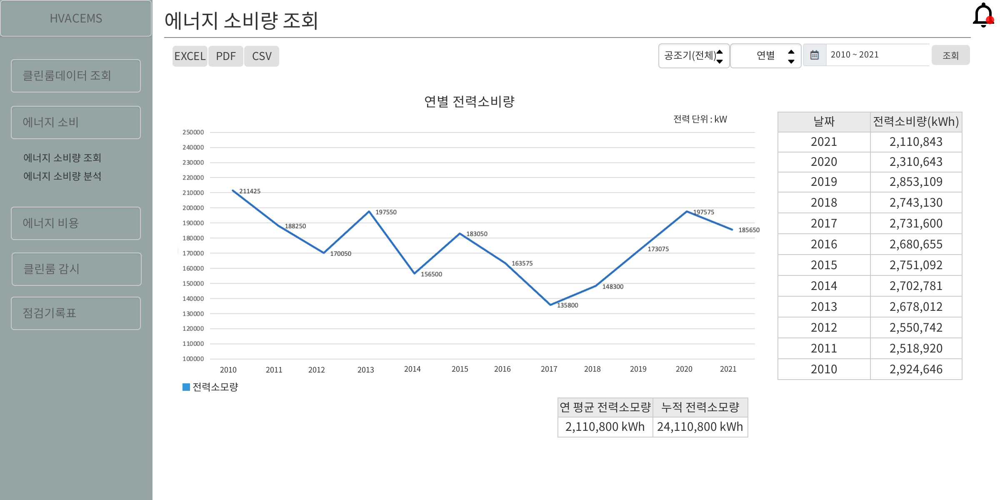 HVACEMS
클린룸데이터 조회
에너지 소비
에너지 소비량 조회
에너지 소비량 분석
에너지 비용
클린룸 감시
점검기록표
에너지 소비량 조회
EXCEL PDF CSV
공조기(전체) 연별 2010 ~ 2021 조회
연별 전력소비량
전력 단위 : kW
250000
240000
230000
220000
210000
200000
190000
180000
170000
160000
150000
140000
130000
120000
110000
100000
211425
188250
170050
197550
156500
183050
163575
135800
148300
173075
197575
185650
2010 2011 2012 2013 2014 2015 2016 2017 2018 2019 2020 2021
전력소모량
날짜 전력소비량(kWh)
2021 2,110,843
2020 2,310,643
2019 2,853,109
2018 2,743,130
2017 2,731,600
2016 2,680,655
2015 2,751,092
2014 2,702,781
2013 2,678,012
2012 2,550,742
2011 2,518,920
2010 2,924,646
연 평균 전력소모량 누적 전력소모량
2,110,800 kWh 24,110,800 kWh